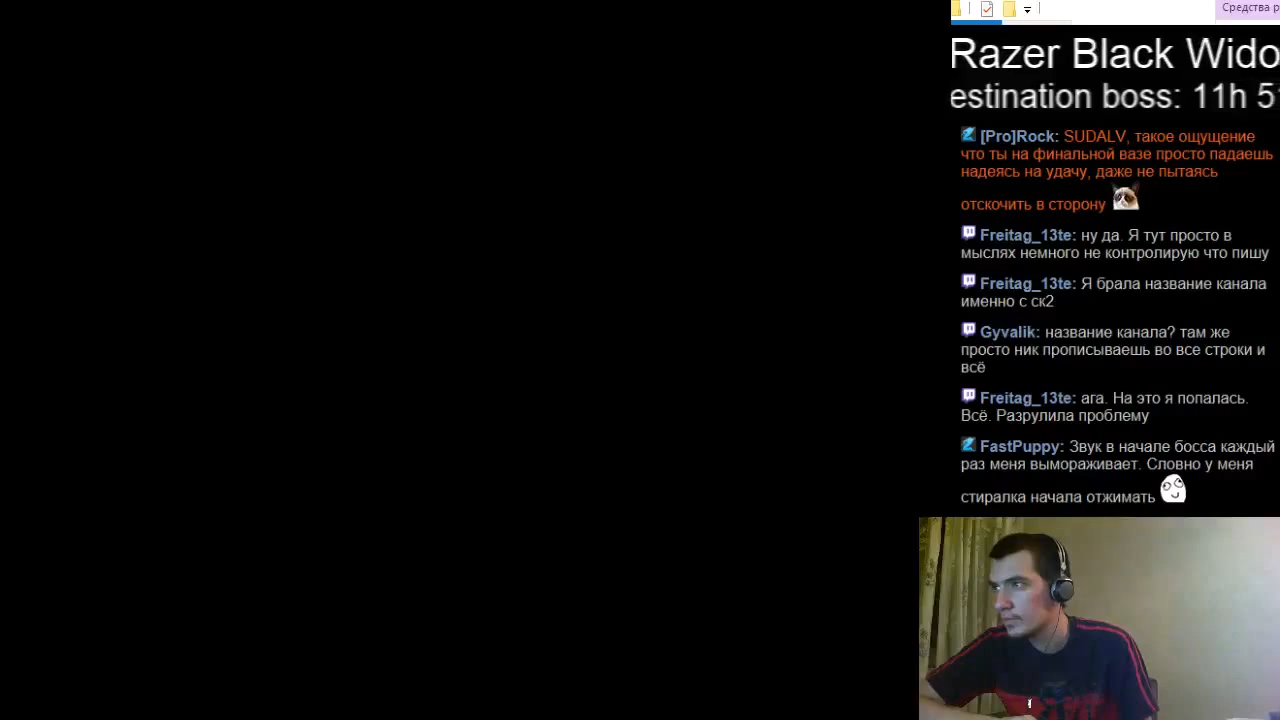 Средства р
Razer Black Wido
estination boss: 11h 5
[Pro]Rock: SUDALV, такое ощущение
что ты на финальной вазе просто падаешь
надеясь на удачу, даже не пытаясь
отскочить в сторону
Freitag_13te: ну да. Я тут просто в
мыслях немного не контролирую что пишу
Freitag_13te: Я брала название канала
именно с ск2
Gyvalik: название канала? там же
просто ник прописываешь во все строки и
всё
Freitag_13te: ага. На это я попалась.
Всё. Разрулила проблему
FastPuppy: Звук в начале босса каждый
раз меня вымораживает. Словно у меня
стиралка начала отжимать